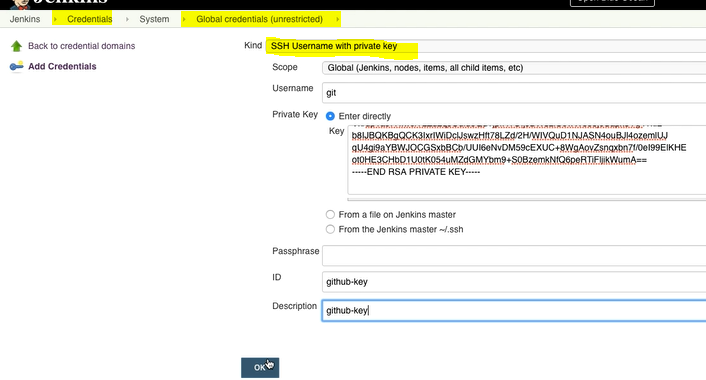 Jenkins
Jenkins Credentials System Global credentials (unrestricted)
Back to credential domains
Add Credentials
Kind SSH Username with private key
Scope Global (Jenkins, nodes, items, all child items, etc)
Username git
Private Key Enter directly
Key
-----END RSA PRIVATE KEY-----
From a file on Jenkins master
From the Jenkins master ~/.ssh
Passphrase
ID github-key
Description github-key
OK